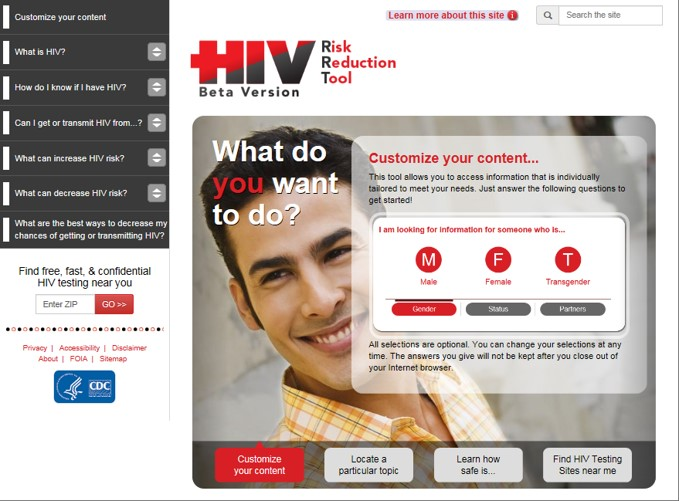 Customize your content
What is HIV?
How do I know if I have HIV?
Can I get or transmit HIV from...?
What can increase HIV risk?
What can decrease HIV risk?
What are the best ways to decrease my
chances of getting or transmitting HIV?
Find free, fast, & confidential
HIV testing near you
Enter ZIP GO >>
Privacy | Accessibility | Disclaimer
About | FOIA | Sitemap
CDC
Learn more about this site i
Search the site
HIV Risk
Reduction
Tool
Beta Version
What do
you want
to do?
Customize your content...
This tool allows you to access information that is individually
tailored to meet your needs. Just answer the following questions to
get started!
I am looking for information for someone who is...
M F T
Male Female Transgender
Gender Status Partners
All selections are optional. You can change your selections at any
time. The answers you give will not be kept after you close out of
your Internet browser.
Customize
your content
Locate a
particular topic
Learn how
safe is...
Find HIV Testing
Sites near me